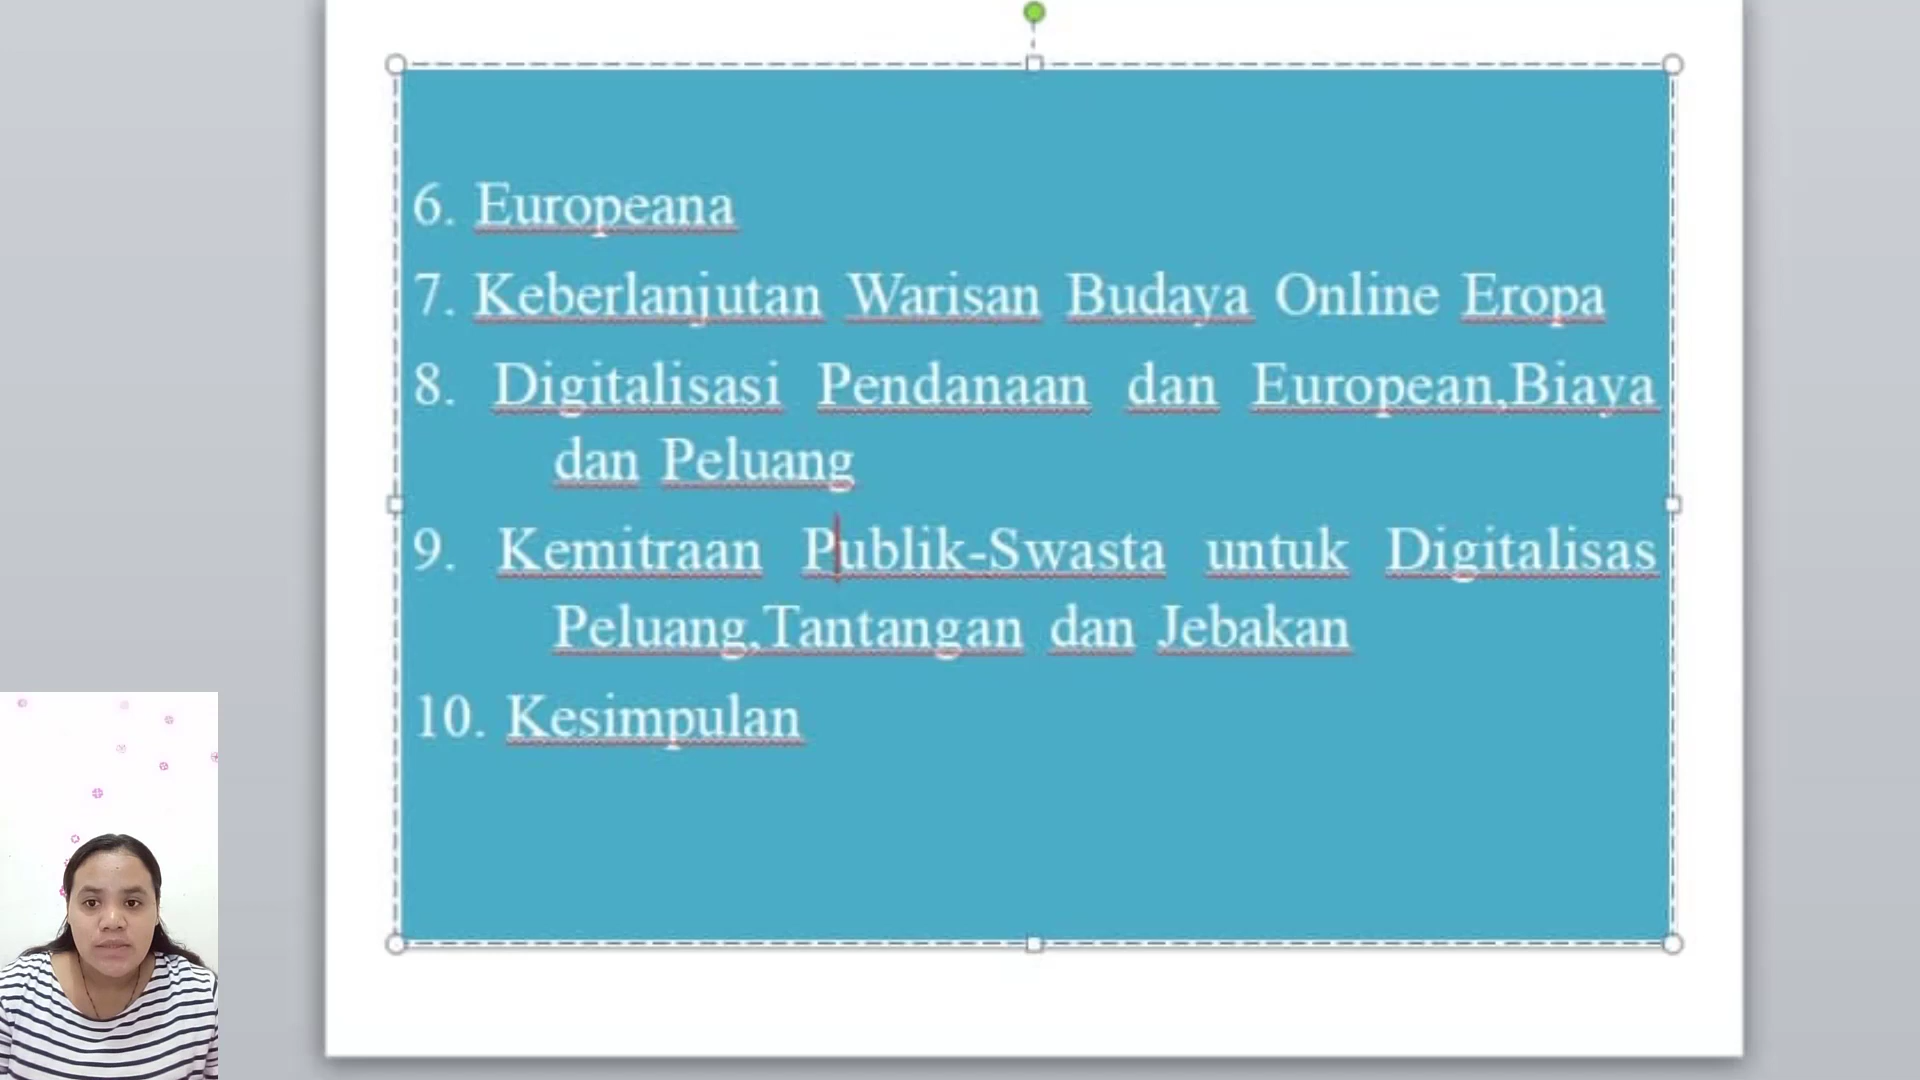 6. Europeana
7. Keberlanjutan Warisan Budaya Online Eropa
8. Digitalisasi Pendanaan dan European,Biaya
dan Peluang
9. Kemitraan Publik-Swasta untuk Digitalisas
Peluang,Tantangan dan Jebakan
10. Kesimpulan